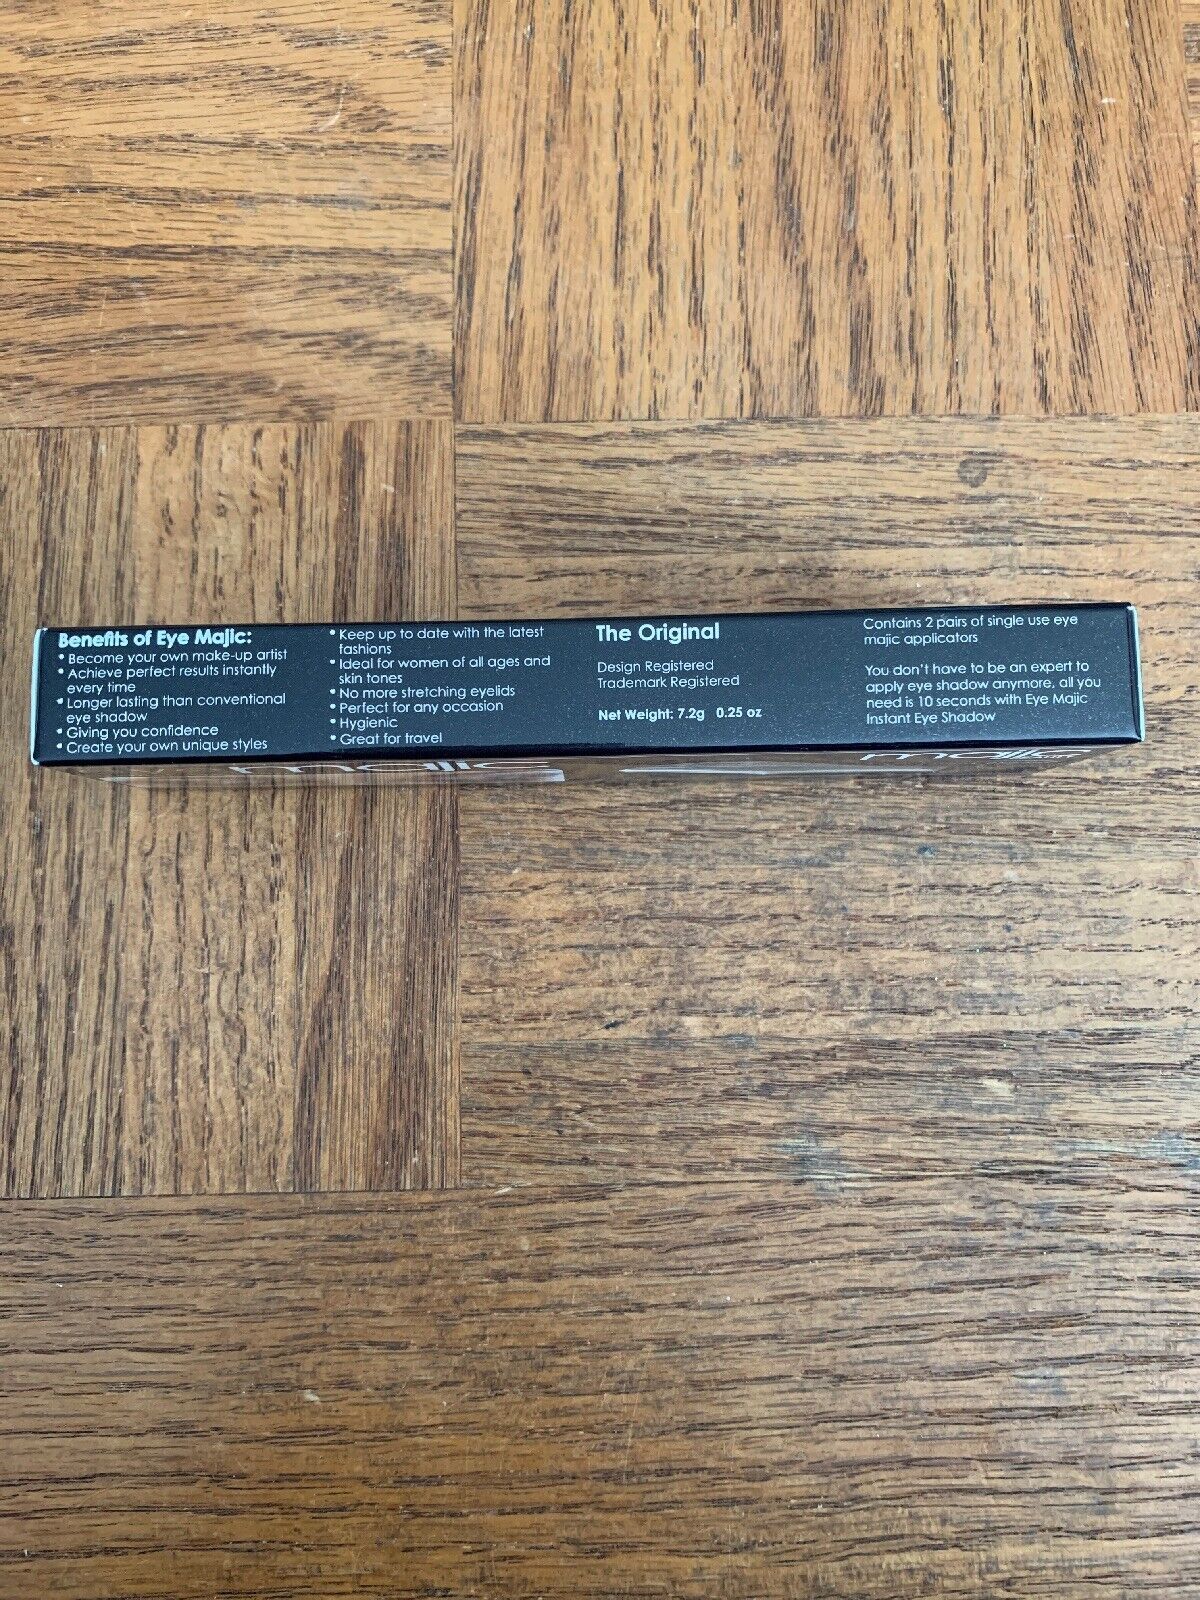 Benefits of Eye Majic:
• Become your own make-up artist
• Achieve perfect results instantly
every time
• Longer lasting than conventional
eye shadow
• Giving you confidence
• Create your own unique styles
• Keep up to date with the latest
fashions
• Ideal for women of all ages and
skin tones
• No more stretching eyelids
• Perfect for any occasion
• Hygienic
• Great for travel
The Original
Design Registered
Trademark Registered
Net Weight: 7.2g 0.25 oz
Contains 2 pairs of single use eye
majic applicators
You don't have to be an expert to
apply eye shadow anymore, all you
need is 10 seconds with Eye Majic
Instant Eye Shadow
majic
majic